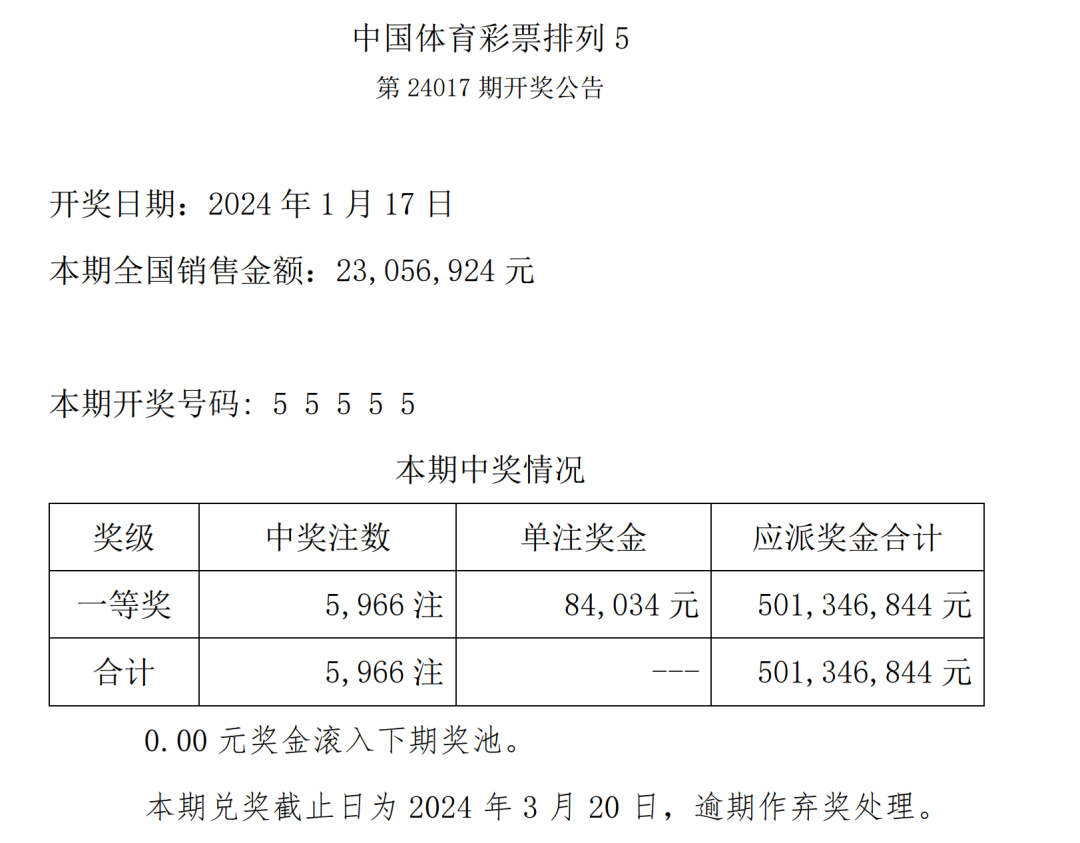 中国体育彩票排列 5
第 24017 期开奖公告
开奖日期：2024 年 1 月 17 日
本期全国销售金额：23,056,924 元
本期开奖号码: 5 5 5 5 5
本期中奖情况
奖级 中奖注数 单注奖金 应派奖金合计
一等奖 5,966 注 84,034 元 501,346,844 元
合计 5,966 注 --- 501,346,844 元
0.00 元奖金滚入下期奖池。
本期兑奖截止日为 2024 年 3 月 20 日，逾期作弃奖处理。